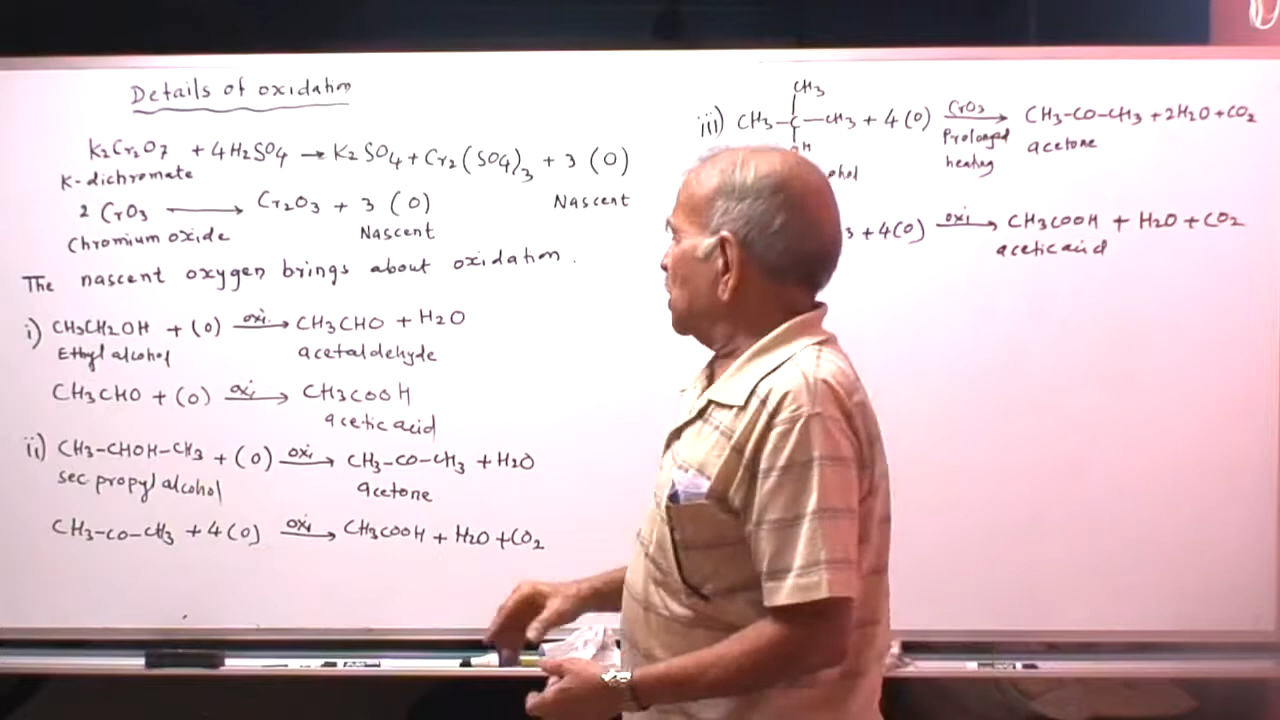 Details of oxidation
K2Cr2O7 + 4H2SO4 → K2SO4 + Cr2(SO4)3 + 3 (O)
K-dichromate
Nascent
2 CrO3 → Cr2O3 + 3 (O)
Chromium oxide Nascent
The nascent oxygen brings about oxidation.
i) CH3CH2OH + (O) oxi. → CH3CHO + H2O
Ethyl alcohol acetaldehyde
CH3CHO + (O) oxi → CH3COOH
acetic acid
ii) CH3-CHOH-CH3 + (O) oxi → CH3-CO-CH3 + H2O
sec propyl alcohol acetone
CH3-CO-CH3 + 4(O) oxi → CH3COOH + H2O + CO2
CH3
iii) CH3-C-CH3 + 4(O) CrO3 → CH3-CO-CH3 + 2H2O + CO2
Prolonged acetone
heating
3 + 4(O) oxi → CH3COOH + H2O + CO2
acetic acid